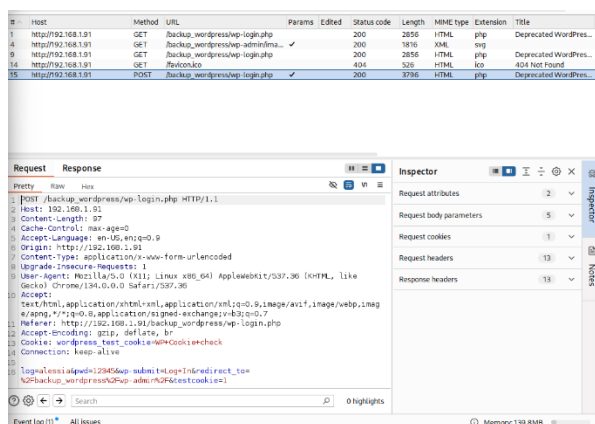 # Host Method URL Params Edited Status code Length MIME type Extension Title
1 http://192.168.1.91 GET /backup_wordpress/wp-login.php 200 2856 HTML php Deprecated WordPres...
4 http://192.168.1.91 GET /backup_wordpress/wp-admin/ima... ✓ 200 1816 XML svg
9 http://192.168.1.91 GET /backup_wordpress/wp-login.php 200 2856 HTML php Deprecated WordPres...
14 http://192.168.1.91 GET /favicon.ico 404 526 HTML ico 404 Not Found
15 http://192.168.1.91 POST /backup_wordpress/wp-login.php ✓ 200 3796 HTML php Deprecated WordPres...
Request Response
Inspector
Pretty Raw Hex
Request attributes 2
Request body parameters 5
Request cookies 1
Request headers 13
Response headers 13
Inspector
Notes
1 POST /backup_wordpress/wp-login.php HTTP/1.1
2 Host: 192.168.1.91
3 Content-Length: 97
4 Cache-Control: max-age=0
5 Accept-Language: en-US,en;q=0.9
6 Origin: http://192.168.1.91
7 Content-Type: application/x-www-form-urlencoded
8 Upgrade-Insecure-Requests: 1
9 User-Agent: Mozilla/5.0 (X11; Linux x86_64) AppleWebKit/537.36 (KHTML, like
Gecko) Chrome/134.0.0.0 Safari/537.36
10 Accept:
text/html,application/xhtml+xml,application/xml;q=0.9,image/avif,image/webp,imag
e/apng,*/*;q=0.8,application/signed-exchange;v=b3;q=0.7
11 Referer: http://192.168.1.91/backup_wordpress/wp-login.php
12 Accept-Encoding: gzip, deflate, br
13 Cookie: wordpress_test_cookie=WP+Cookie+check
14 Connection: keep-alive
15
16 log=alessia&pwd=12345&wp-submit=Log+In&redirect_to=
%2Fbackup_wordpress%2Fwp-admin%2F&testcookie=1
Search 0 highlights
Event log (1) All issues Memory: 139.8MB